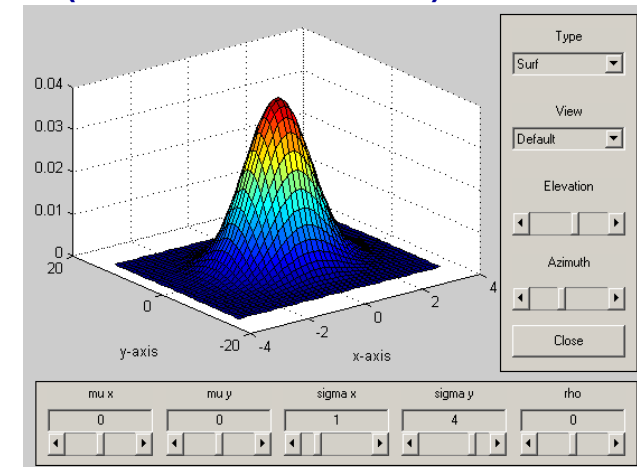 Type
Surf
View
Default
Elevation
Azimuth
Close
0.04
0.03
0.02
0.01
0
20
0
-20
-4
-2
0
2
4
y-axis
x-axis
mu x
mu y
sigma x
sigma y
rho
0
0
1
4
0